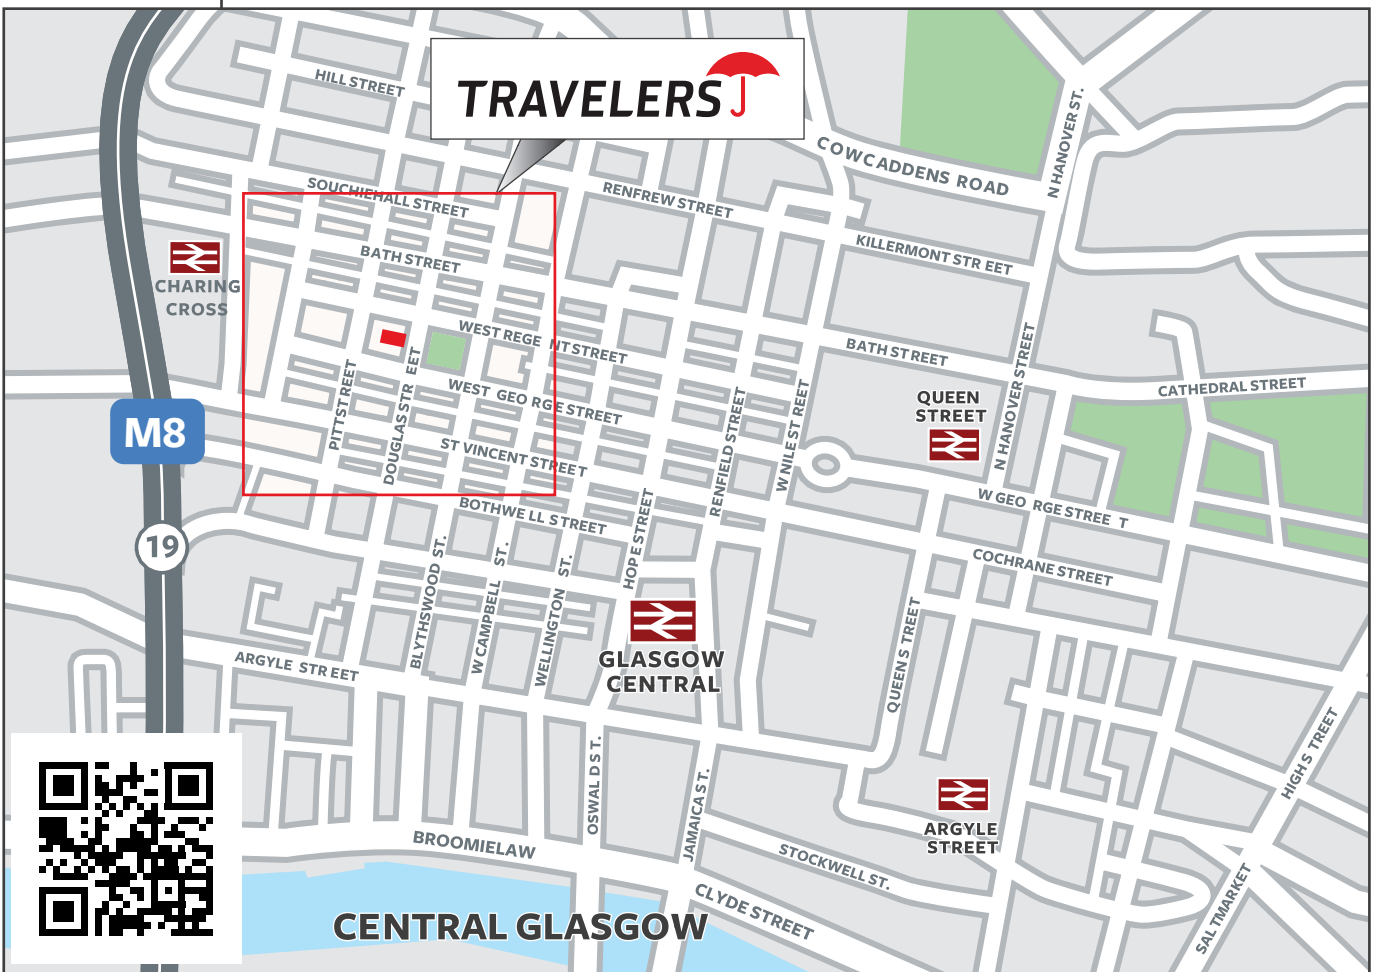 HILL STREET
TRAVELERS
COWCADDENS ROAD
N HANOVER ST.
SOUCHIEHALL STREET
RENFREW STREET
KILLERMONT STR EET
BATH STREET
CHARING
CROSS
WEST REGE NT STREET
BATH STREET
N HANOVER STREET
CATHEDRAL STREET
PITT STREET
DOUGLAS STR EET
WEST GEO RGE STREET
QUEEN
STREET
M8
ST VINCENT STREET
RENFIELD STREET
W NILE ST REET
W GEO RGE STREE T
BOTHWE LL STREET
HOP E STREET
19
COCHRANE STREET
BLYTHSWOOD ST.
W CAMPBELL ST.
WELLINGTON ST.
GLASGOW
CENTRAL
QUEEN S TREET
ARGYLE STR EET
HIGH S TREET
OSWAL D S T.
JAMAICA S T.
ARGYLE
STREET
BROOMIELAW
STOCKWELL ST.
CLYDE STREET
SAL TMARKET
CENTRAL GLASGOW